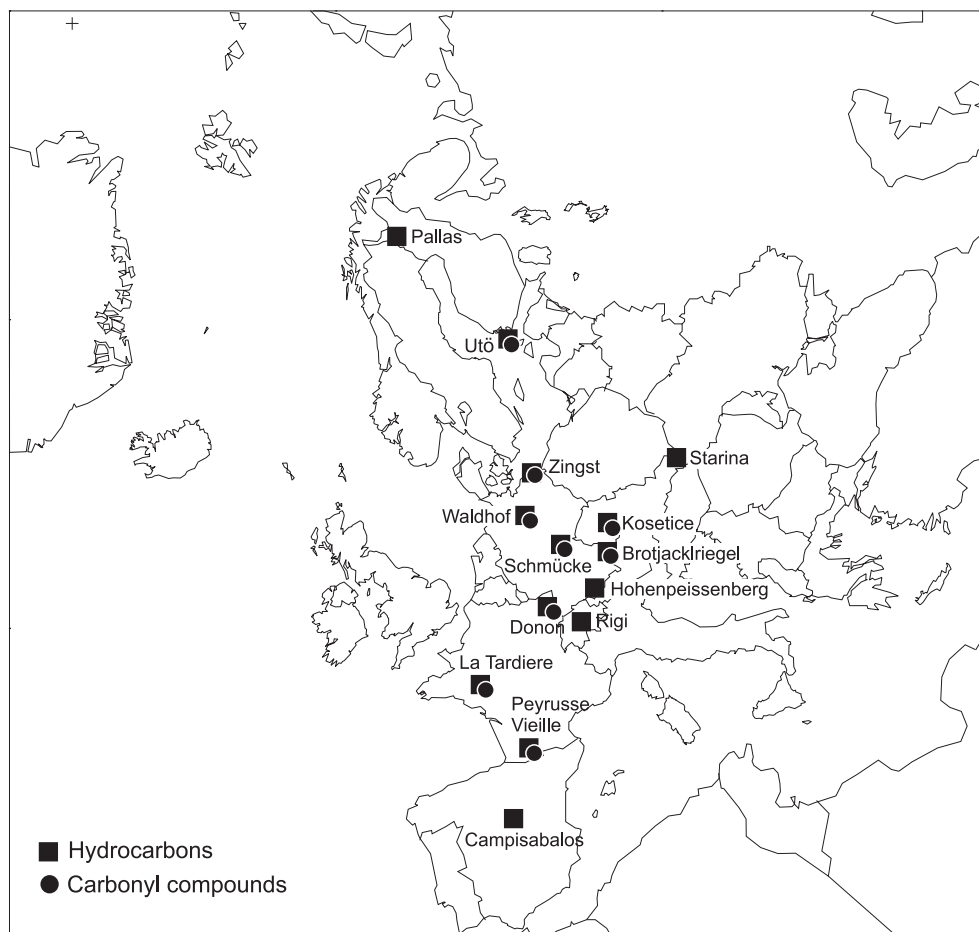 Pallas
Utö
Starina
Zingst
Waldhof
Kosetice
Brotjacklriegel
Schmücke
Hohenpeissenberg
Donon
Rigi
La Tardiere
Peyrusse
Vieille
Campisabalos
Hydrocarbons
Carbonyl compounds